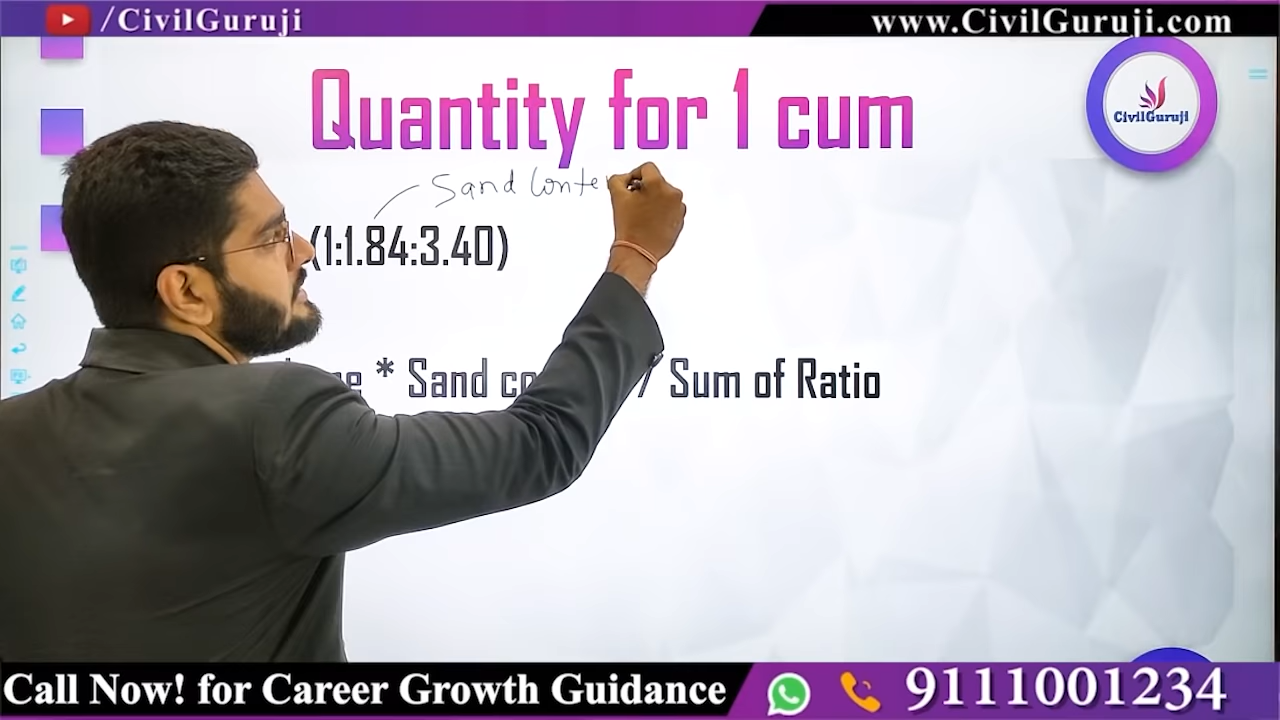 /CivilGuruji
www.CivilGuruji.com
Quantity for 1 cum
CivilGuruji
Sand Conte
(1:1.84:3.40)
* Sand / Sum of Ratio
Call Now! for Career Growth Guidance
9111001234